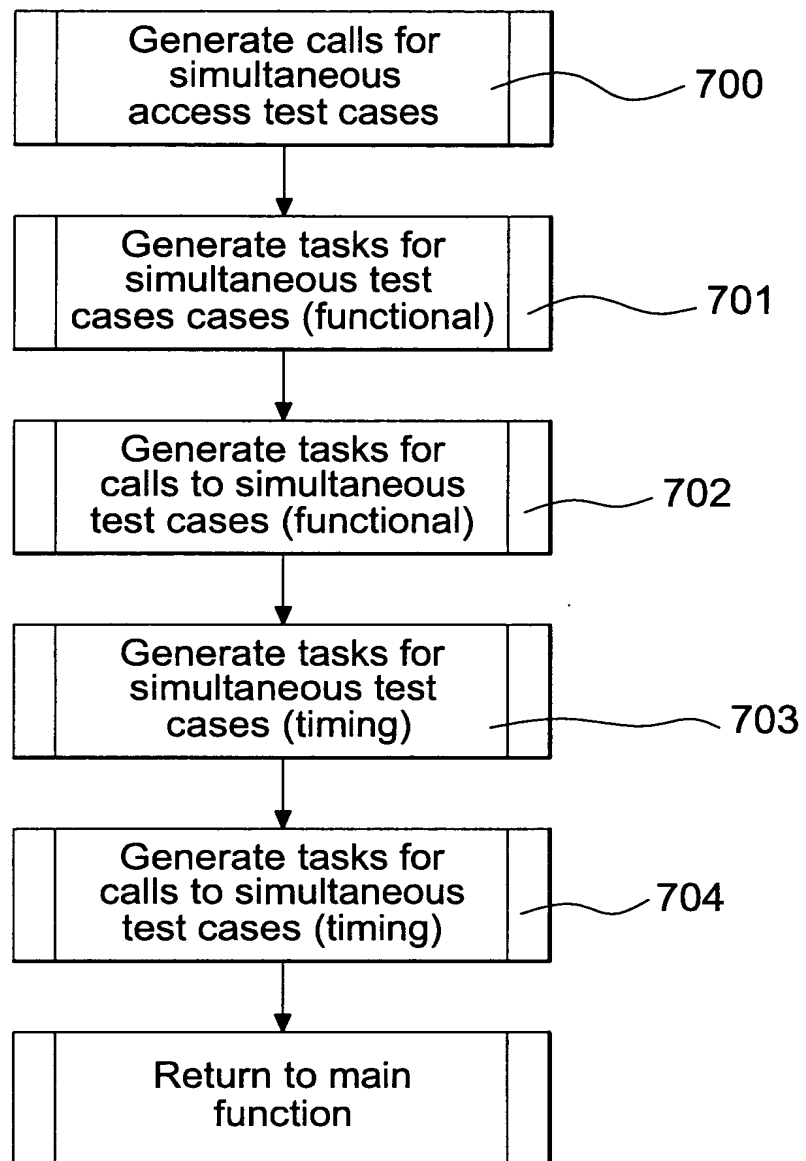 Generate calls for
simultaneous
access test cases
700
Generate tasks for
simultaneous test
cases cases (functional)
701
Generate tasks for
calls to simultaneous
test cases (functional)
702
Generate tasks for
simultaneous test
cases (timing)
703
Generate tasks for
calls to simultaneous
test cases (timing)
704
Return to main
function